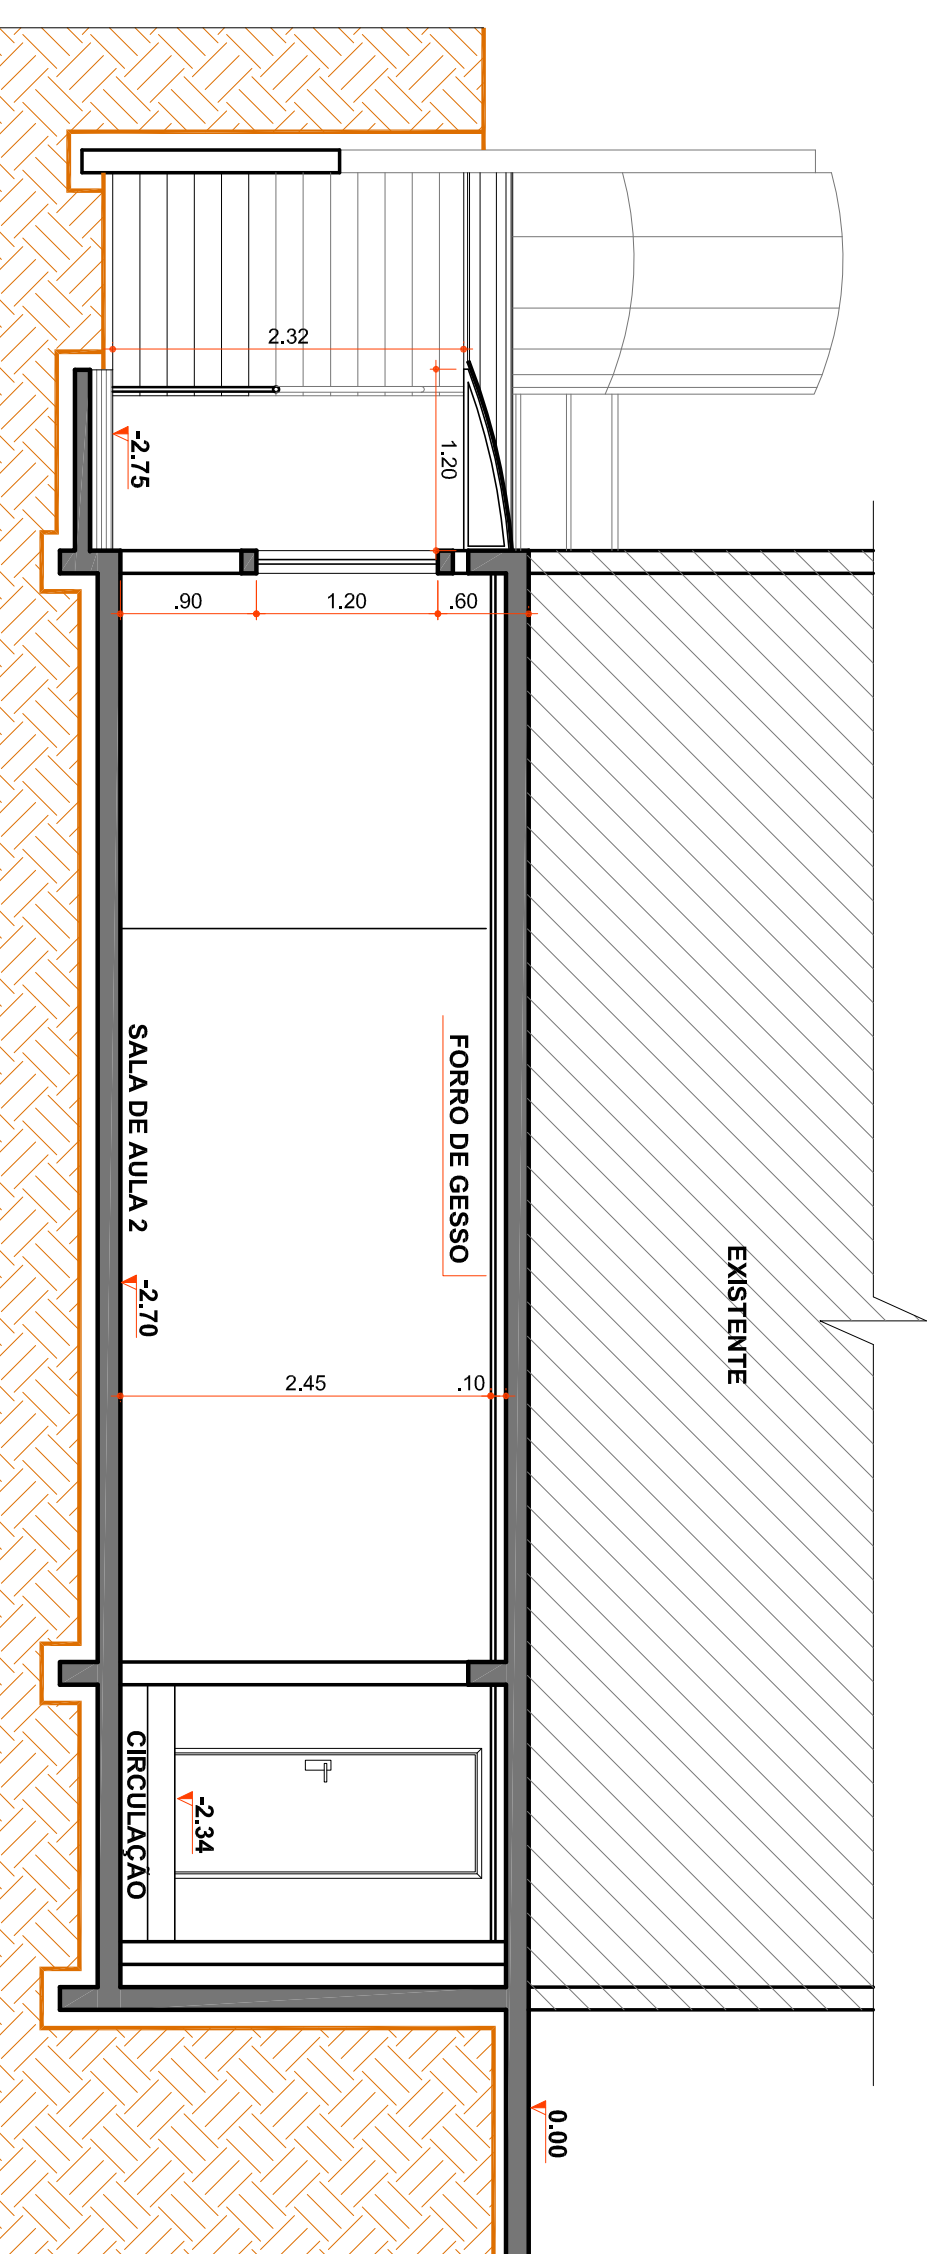 2.32
1.20
-2.75
.90
1.20
.60
SALA DE AULA 2
FORRO DE GESSO
EXISTENTE
-2.70
2.45
.10
CIRCULAÇÃO
-2.34
0.00